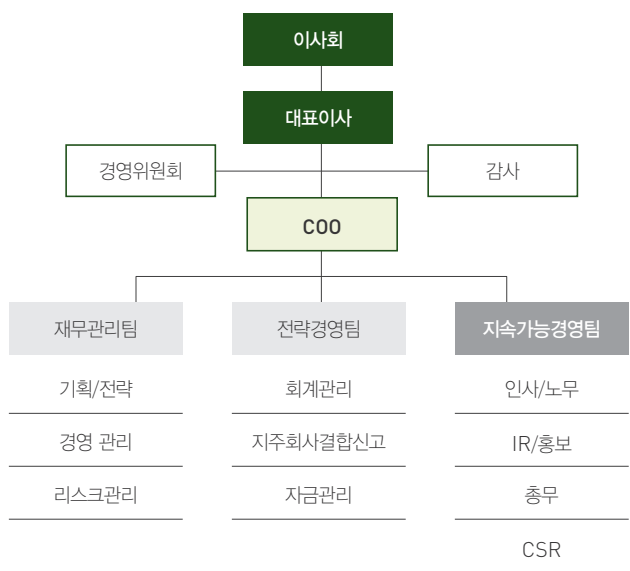 이사회
대표이사
경영위원회
감사
COO
재무관리팀
전략경영팀
지속가능경영팀
기획/전략
회계관리
인사/노무
경영 관리
지주회사결합신고
IR/홍보
리스크관리
자금관리
총무
CSR